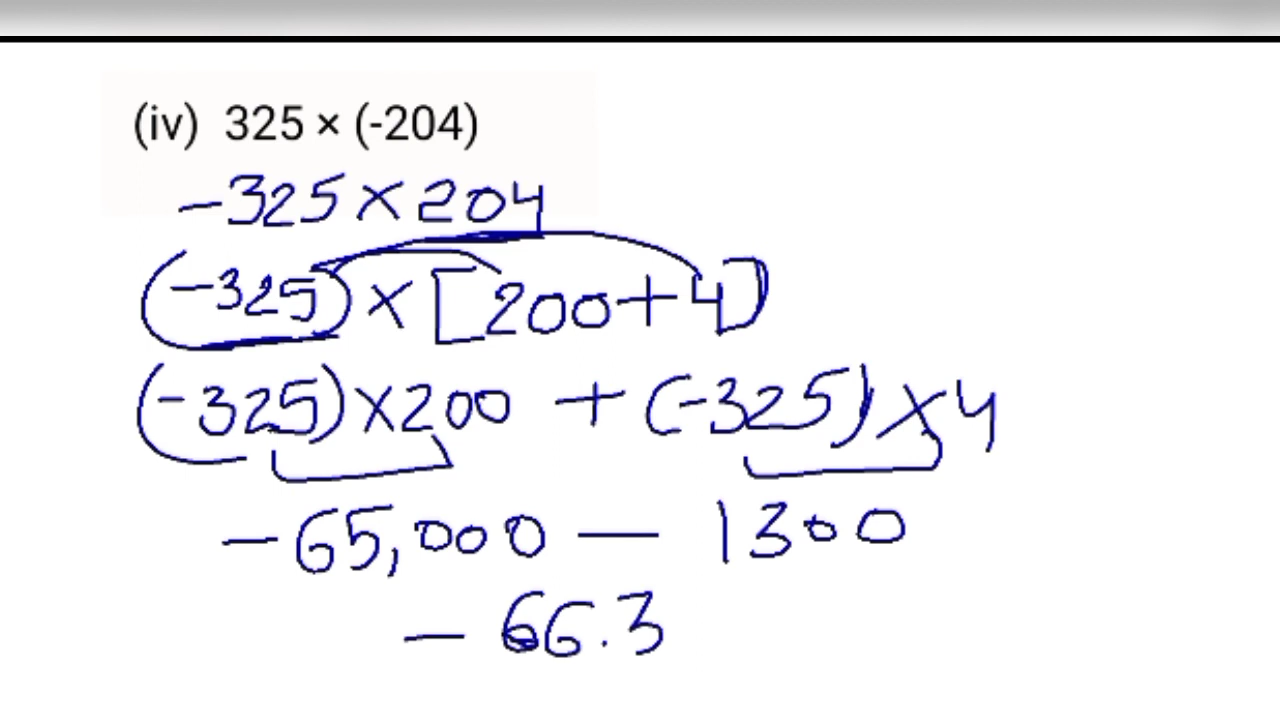 (iv) 325 × (-204)
-325 × 204
(-325) × [200+4]
(-325) × 200 + (-325) × 4
-65,000 - 1300
- 66.3